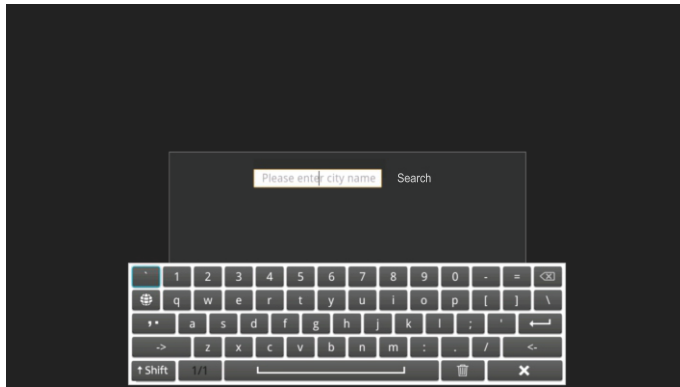 Please enter city name Search
` 1 2 3 4 5 6 7 8 9 0 - =
q w e r t y u i o p [ ] \
a s d f g h j k l ; '
-> z x c v b n m : . / <-
↑Shift 1/1